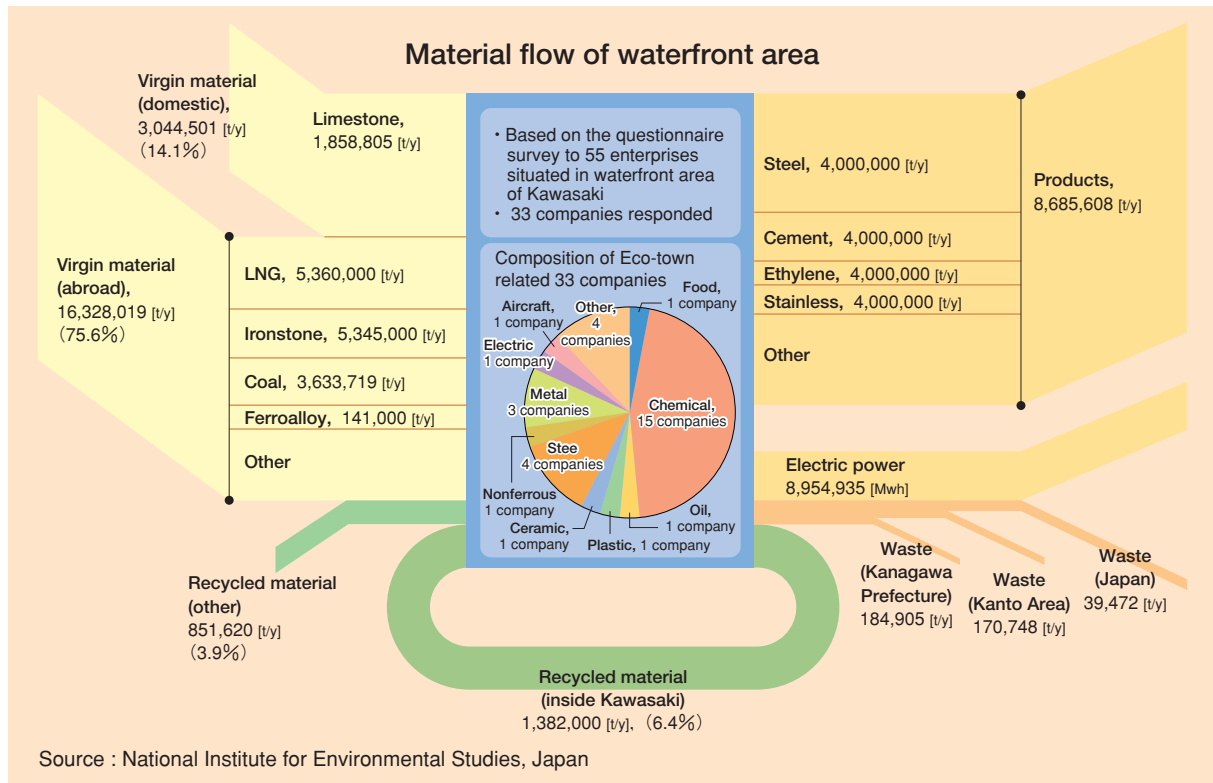 Material flow of waterfront area
Virgin material
(domestic),
3,044,501 [t/y]
(14.1%)
Limestone,
1,858,805 [t/y]
Virgin material
(abroad),
16,328,019 [t/y]
(75.6%)
LNG, 5,360,000 [t/y]
Ironstone, 5,345,000 [t/y]
Coal, 3,633,719 [t/y]
Ferroalloy, 141,000 [t/y]
Other
Recycled material
(other)
851,620 [t/y]
(3.9%)
・Based on the questionnaire
survey to 55 enterprises
situated in waterfront area
of Kawasaki
・ 33 companies responded
Composition of Eco-town
related 33 companies
Food,
1 company
Chemical,
15 companies
Oil,
1 company
Plastic, 1 company
Ceramic,
1 company
Stee
4 companies
Nonferrous
1 company
Metal
3 companies
Electric
1 company
Aircraft,
1 company
Other,
4
companies
Steel, 4,000,000 [t/y]
Cement, 4,000,000 [t/y]
Ethylene, 4,000,000 [t/y]
Stainless, 4,000,000 [t/y]
Other
Products,
8,685,608 [t/y]
Electric power
8,954,935 [Mwh]
Waste
(Kanagawa
Prefecture)
184,905 [t/y]
Waste
(Kanto Area)
170,748 [t/y]
Waste
(Japan)
39,472 [t/y]
Recycled material
(inside Kawasaki)
1,382,000 [t/y], (6.4%)
Source : National Institute for Environmental Studies, Japan